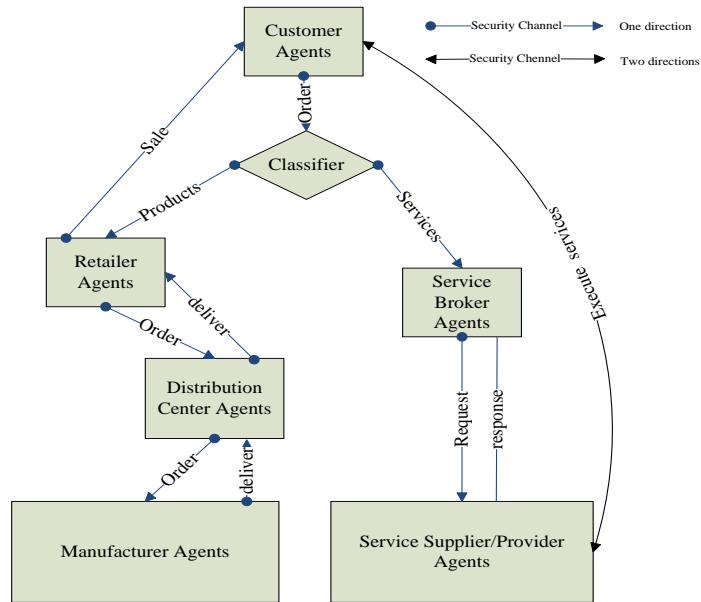 Customer
Agents
Security Channel
One direction
Security Chennel
Two directions
Order
Sale
Classifier
Products
Services
Execute services
Retailer
Agents
Service
Broker
Agents
Order
deliver
Distribution
Center Agents
Request
response
Order
deliver
Manufacturer Agents
Service Supplier/Provider
Agents